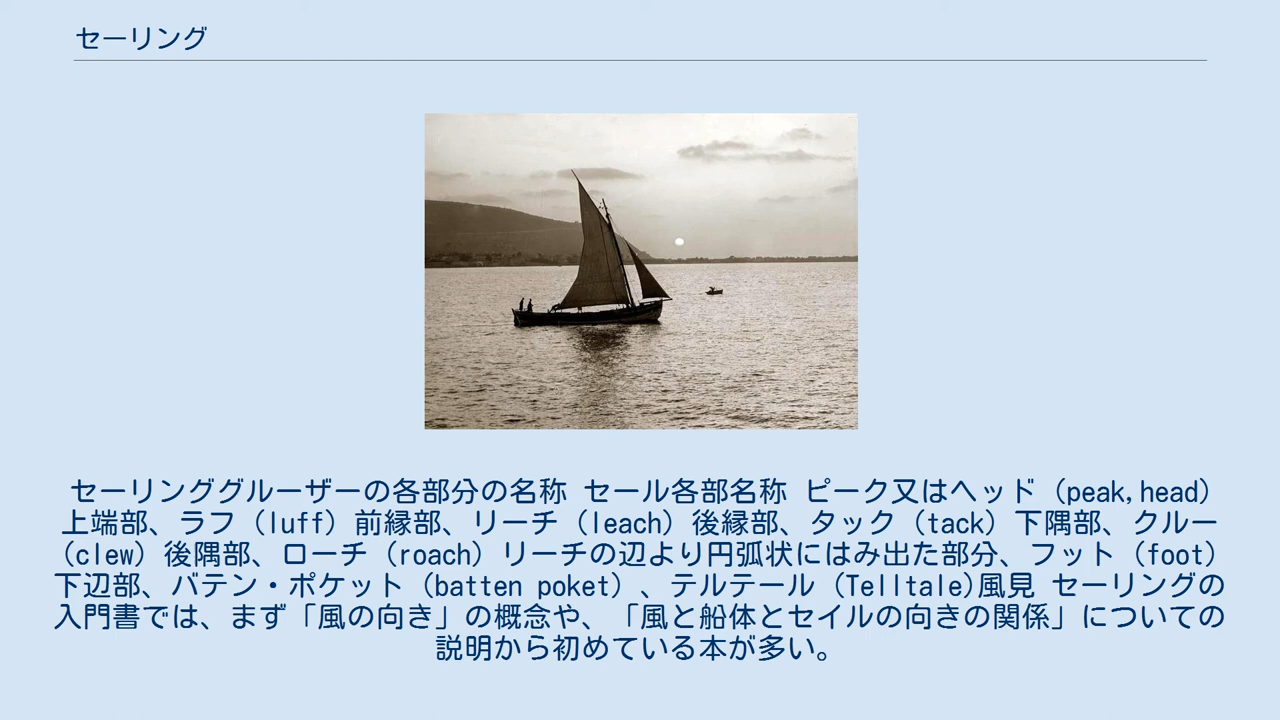 セーリング
セーリンググルーザーの各部分の名称 セール各部名称 ピーク又はヘッド（peak,head）
上端部、ラフ（luff）前縁部、リーチ（leach）後縁部、タック（tack）下隅部、クルー
（clew）後隅部、ローチ（roach）リーチの辺より円弧状にはみ出た部分、フット（foot）
下辺部、バテン・ポケット（batten poket）、テルテール（Telltale)風見 セーリングの
入門書では、まず「風の向き」の概念や、「風と船体とセイルの向きの関係」についての
説明から初めている本が多い。